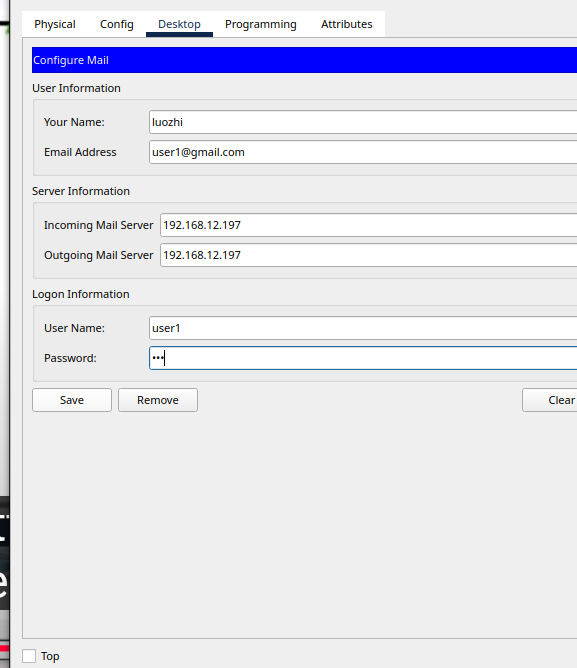 Physical Config Desktop Programming Attributes
Configure Mail
User Information
Your Name: luozhi
Email Address user1@gmail.com
Server Information
Incoming Mail Server 192.168.12.197
Outgoing Mail Server 192.168.12.197
Logon Information
User Name: user1
Password: •••
Save Remove Clear
Top